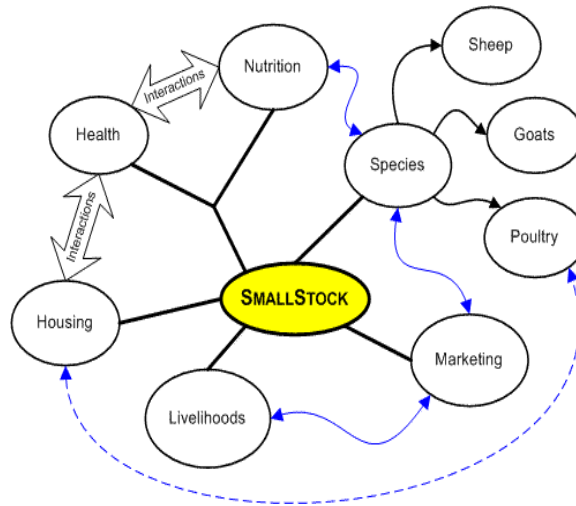 Sheep
Nutrition
Interactions
Health
Goats
Species
Interactions
Poultry
SMALLSTOCK
Housing
Marketing
Livelihoods